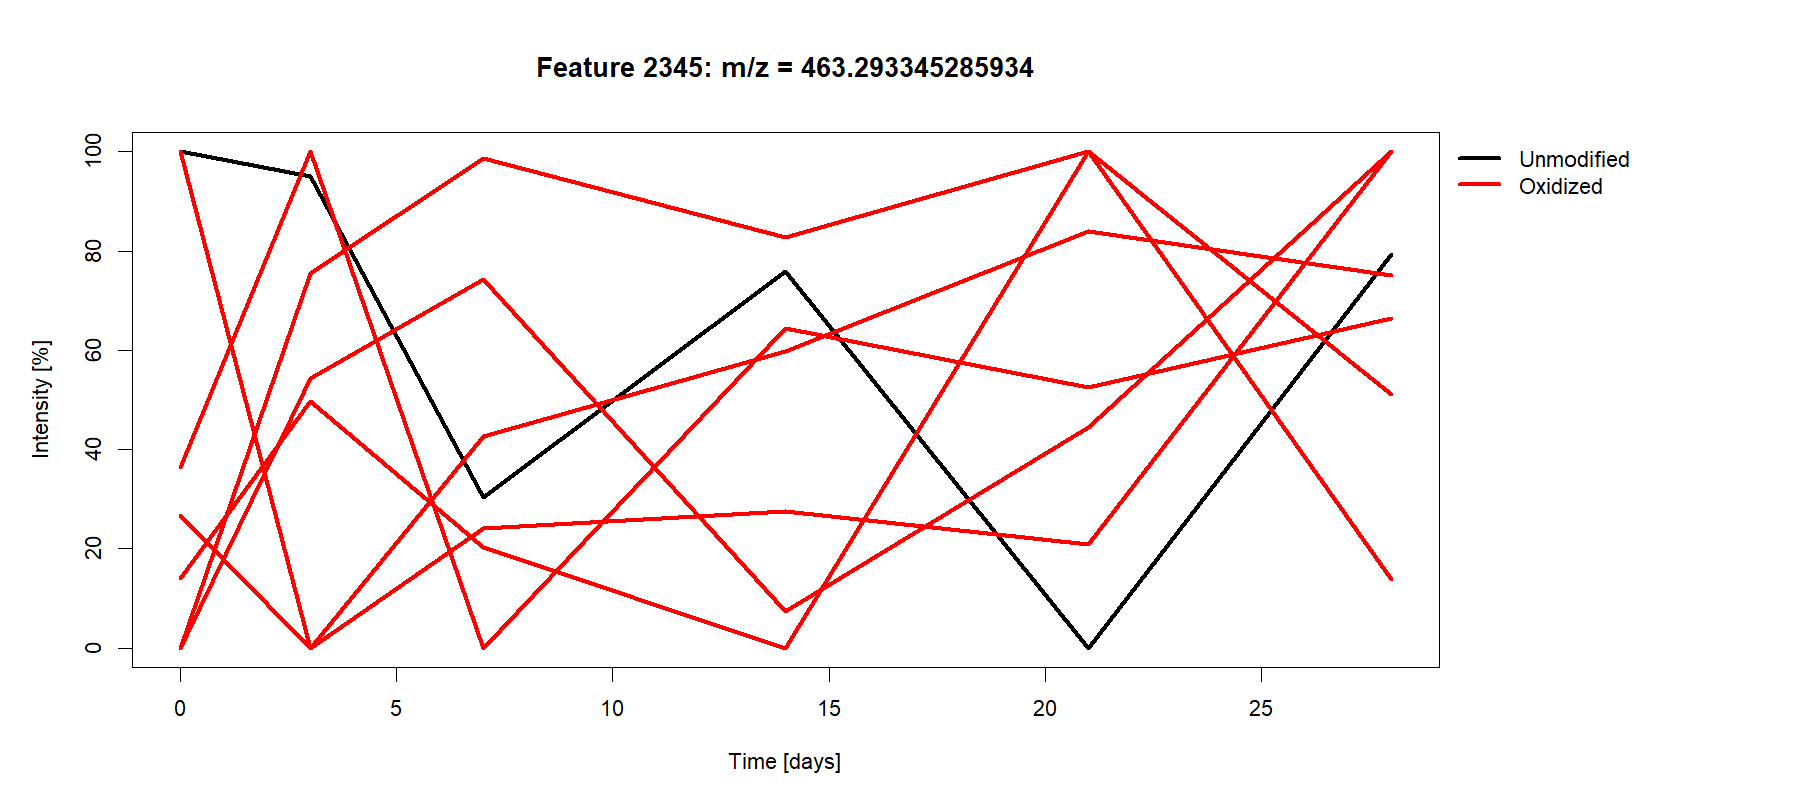 Feature 2345: m/z = 463.293345285934
Unmodified
Oxidized
Intensity [%]
100
80
60
40
20
0
0 5 10 15 20 25
Time [days]